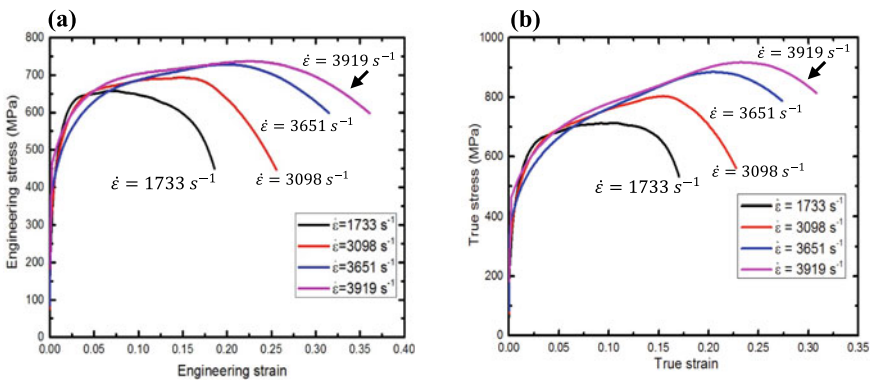 (a)
800
700
600
500
400
300
200
100
0
Engineering stress (MPa)
0.00 0.05 0.10 0.15 0.20 0.25 0.30 0.35 0.40
Engineering strain
ε̇ = 3919 s⁻¹
ε̇ = 3651 s⁻¹
ε̇ = 1733 s⁻¹
ε̇ = 3098 s⁻¹
ε̇=1733 s⁻¹
ε̇=3098 s⁻¹
ε̇=3651 s⁻¹
ε̇=3919 s⁻¹
(b)
1000
800
600
400
200
0
True stress (MPa)
0.00 0.05 0.10 0.15 0.20 0.25 0.30 0.35
True strain
ε̇ = 3919 s⁻¹
ε̇ = 3651 s⁻¹
ε̇ = 1733 s⁻¹
ε̇ = 3098 s⁻¹
ε̇ = 1733 s⁻¹
ε̇ = 3098 s⁻¹
ε̇ = 3651 s⁻¹
ε̇ = 3919 s⁻¹